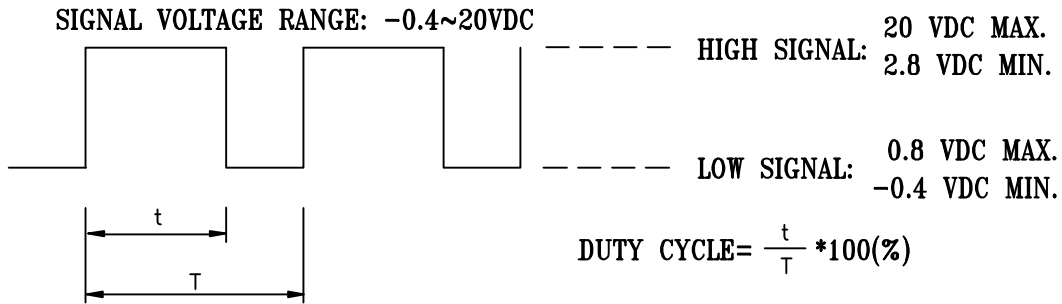 SIGNAL VOLTAGE RANGE: -0.4~20VDC
HIGH SIGNAL: 20 VDC MAX.
2.8 VDC MIN.
LOW SIGNAL: 0.8 VDC MAX.
-0.4 VDC MIN.
t
T
DUTY CYCLE= t/T *100(%)